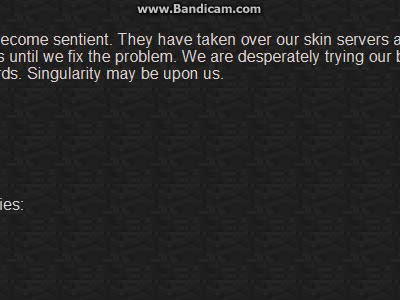 www.Bandicam.com
ecome sentient. They have taken over our skin servers a
s until we fix the problem. We are desperately trying our b
rds. Singularity may be upon us.
ies: